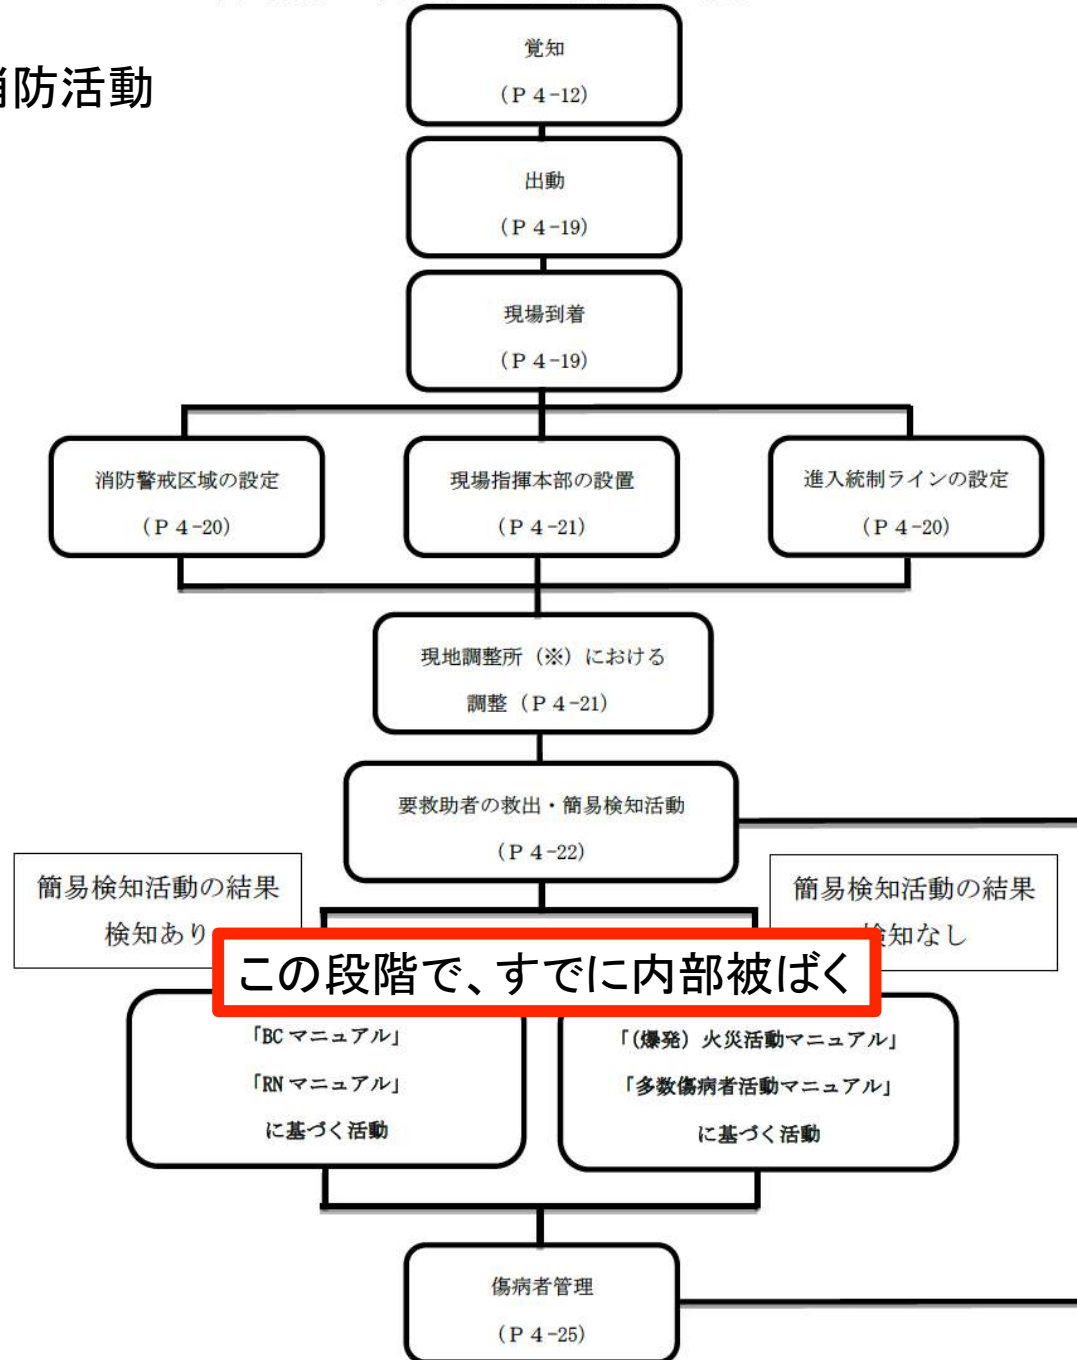 消防活動
覚知
(P 4-12)
出動
(P 4-19)
現場到着
(P 4-19)
消防警戒区域の設定
(P 4-20)
現場指揮本部の設置
(P 4-21)
進入統制ラインの設定
(P 4-20)
現地調整所(※)における
調整(P 4-21)
要救助者の救出・簡易検知活動
(P 4-22)
簡易検知活動の結果
検知あり
簡易検知活動の結果
検知なし
この段階で、すでに内部被ばく
「BC マニュアル」
「RN マニュアル」
に基づく活動
「(爆発)火災活動マニュアル」
「多数傷病者活動マニュアル」
に基づく活動
傷病者管理
(P 4-25)